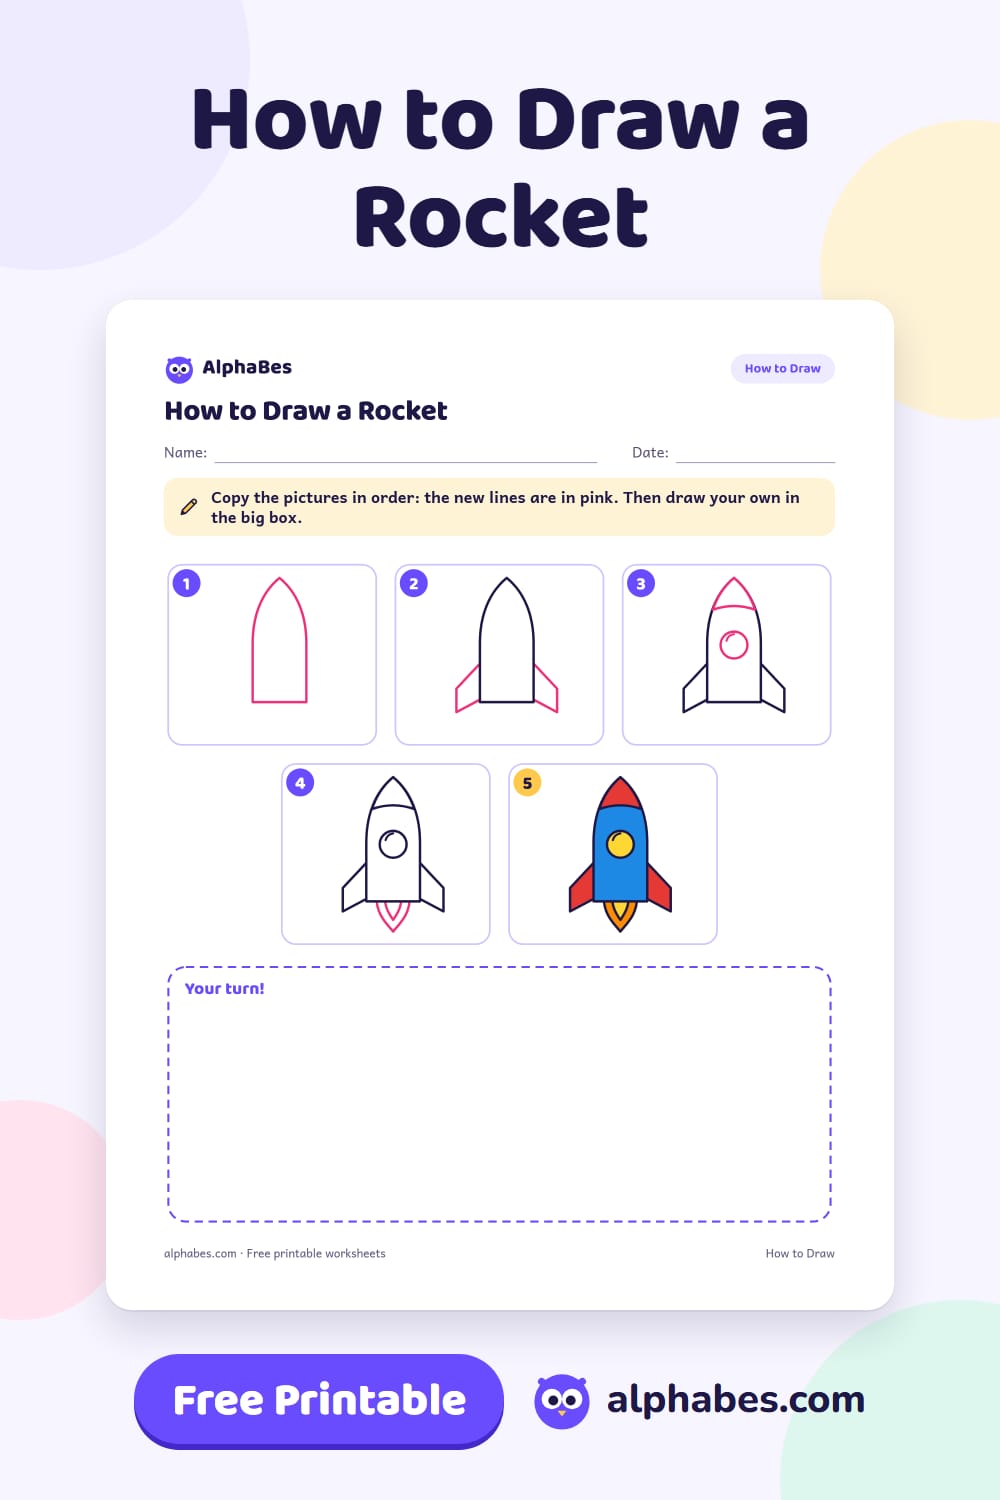 How to Draw a
Rocket
AlphaBes
How to Draw
How to Draw a Rocket
Name:
Date:
Copy the pictures in order: the new lines are in pink. Then draw your own in
the big box.
1
2
3
4
5
Your turn!
alphabes.com · Free printable worksheets
How to Draw
Free Printable
alphabes.com